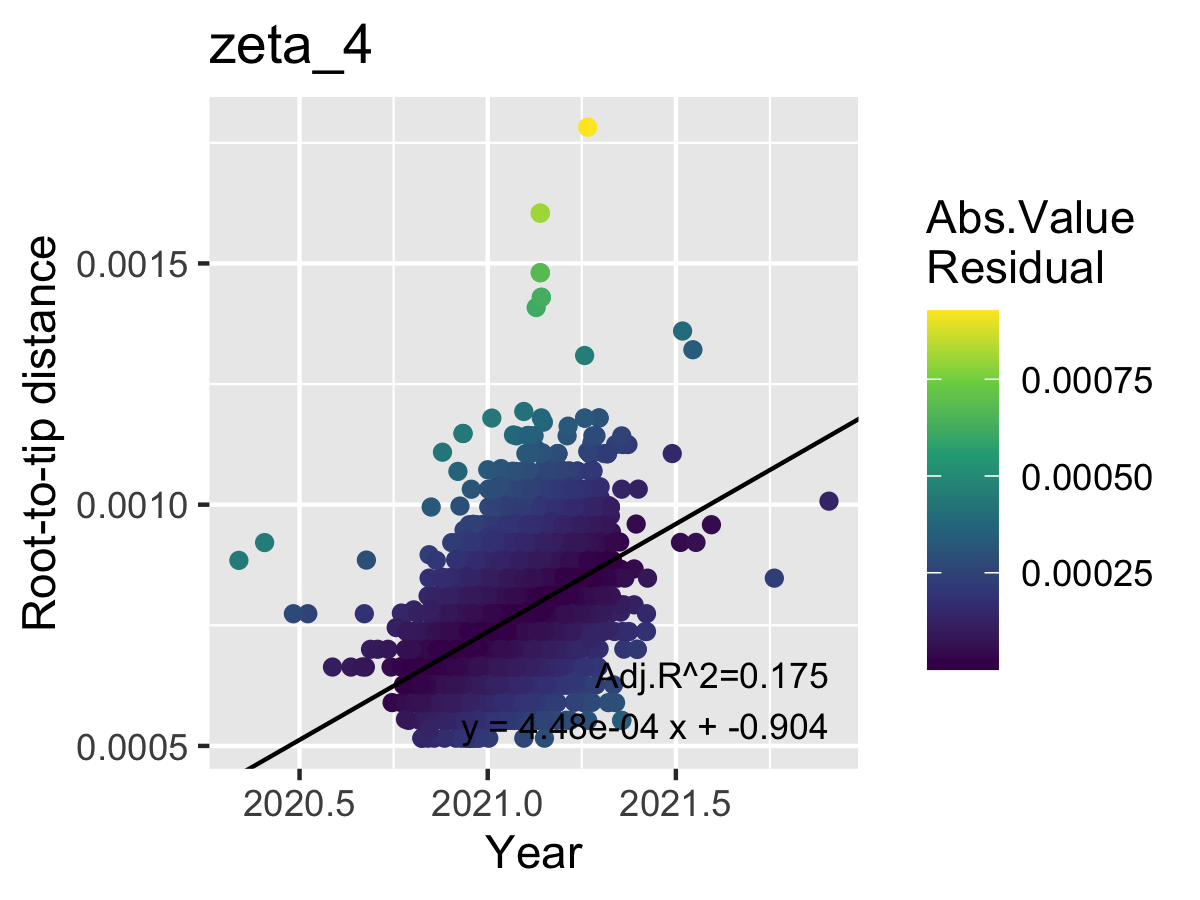 zeta_4
Root-to-tip distance
0.0015
0.0010
0.0005
Adj.R^2=0.175
y = 4.48e-04 x + -0.904
2020.5 2021.0 2021.5
Year
Abs.Value
Residual
0.00075
0.00050
0.00025